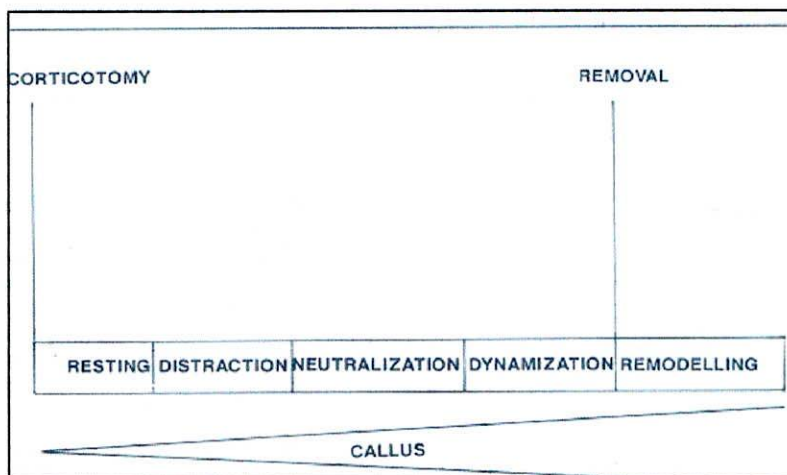 CORTICOTOMY REMOVAL
RESTING DISTRACTION NEUTRALIZATION DYNAMIZATION REMODELLING
CALLUS